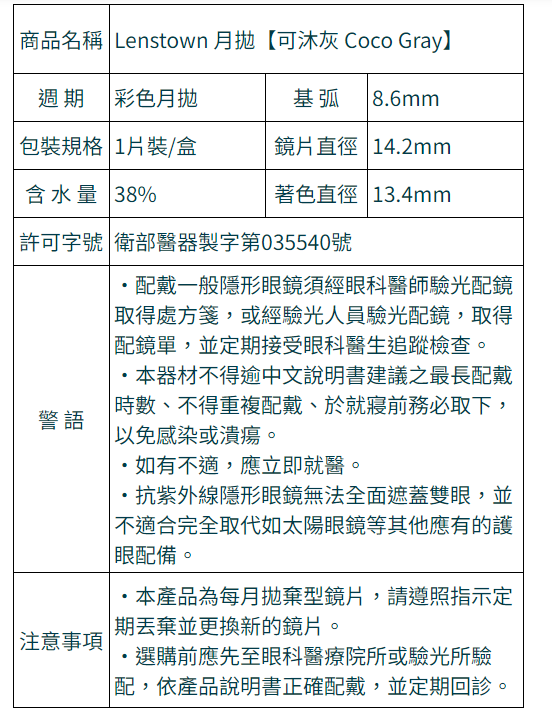 商品名稱 Lenstown 月拋【可沐灰 Coco Gray】
週 期 彩色月拋 基 弧 8.6mm
包裝規格 1片裝/盒 鏡片直徑 14.2mm
含 水 量 38% 著色直徑 13.4mm
許可字號 衛部醫器製字第035540號
警 語
・配戴一般隱形眼鏡須經眼科醫師驗光配鏡
取得處方箋，或經驗光人員驗光配鏡，取得
配鏡單，並定期接受眼科醫生追蹤檢查。
・本器材不得逾中文說明書建議之最長配戴
時數、不得重複配戴、於就寢前務必取下，
以免感染或潰瘍。
・如有不適，應立即就醫。
・抗紫外線隱形眼鏡無法全面遮蓋雙眼，並
不適合完全取代如太陽眼鏡等其他應有的護
眼配備。
注意事項
・本產品為每月拋棄型鏡片，請遵照指示定
期丟棄並更換新的鏡片。
・選購前應先至眼科醫療院所或驗光所驗
配，依產品說明書正確配戴，並定期回診。